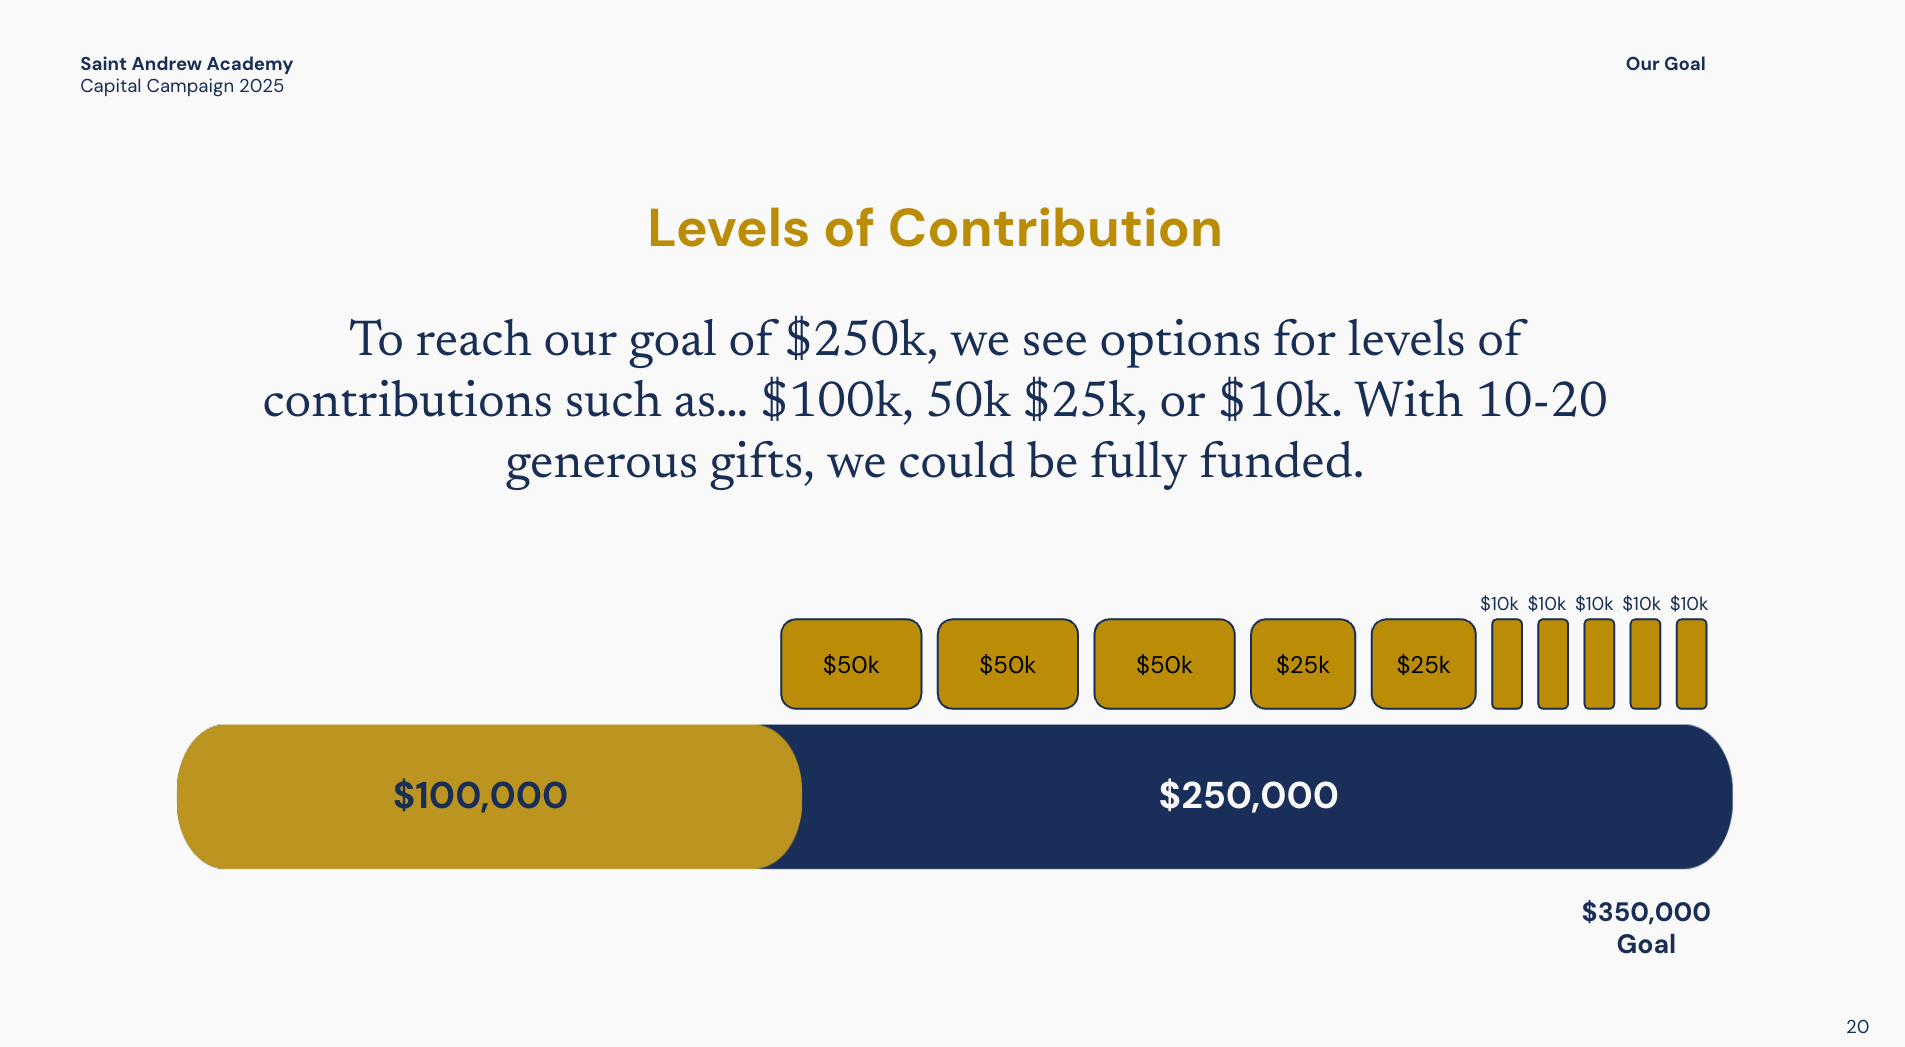 Saint Andrew Academy
Capital Campaign 2025
Our Goal
Levels of Contribution
To reach our goal of $250k, we see options for levels of
contributions such as... $100k, 50k $25k, or $10k. With 10-20
generous gifts, we could be fully funded.
$10k $10k $10k $10k $10k
$50k $50k $50k $25k $25k
$100,000 $250,000
$350,000
Goal
20